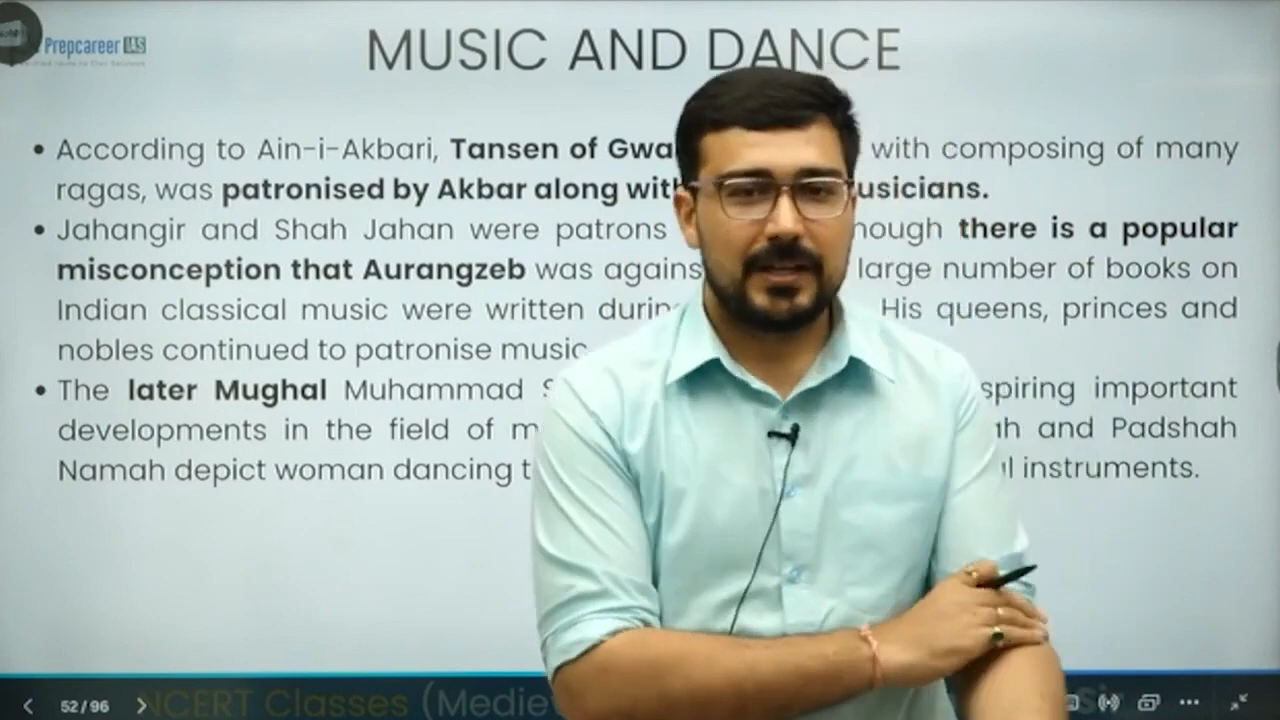 Prepcareer IAS
MUSIC AND DANCE
• According to Ain-i-Akbari, Tansen of Gwa with composing of many
ragas, was patronised by Akbar along with usicians.
• Jahangir and Shah Jahan were patrons hough there is a popular
misconception that Aurangzeb was agains large number of books on
Indian classical music were written during His queens, princes and
nobles continued to patronise music
• The later Mughal Muhammad S spiring important
developments in the field of m ah and Padshah
Namah depict woman dancing t al instruments.
NCERT Classes (Mediev
52/96